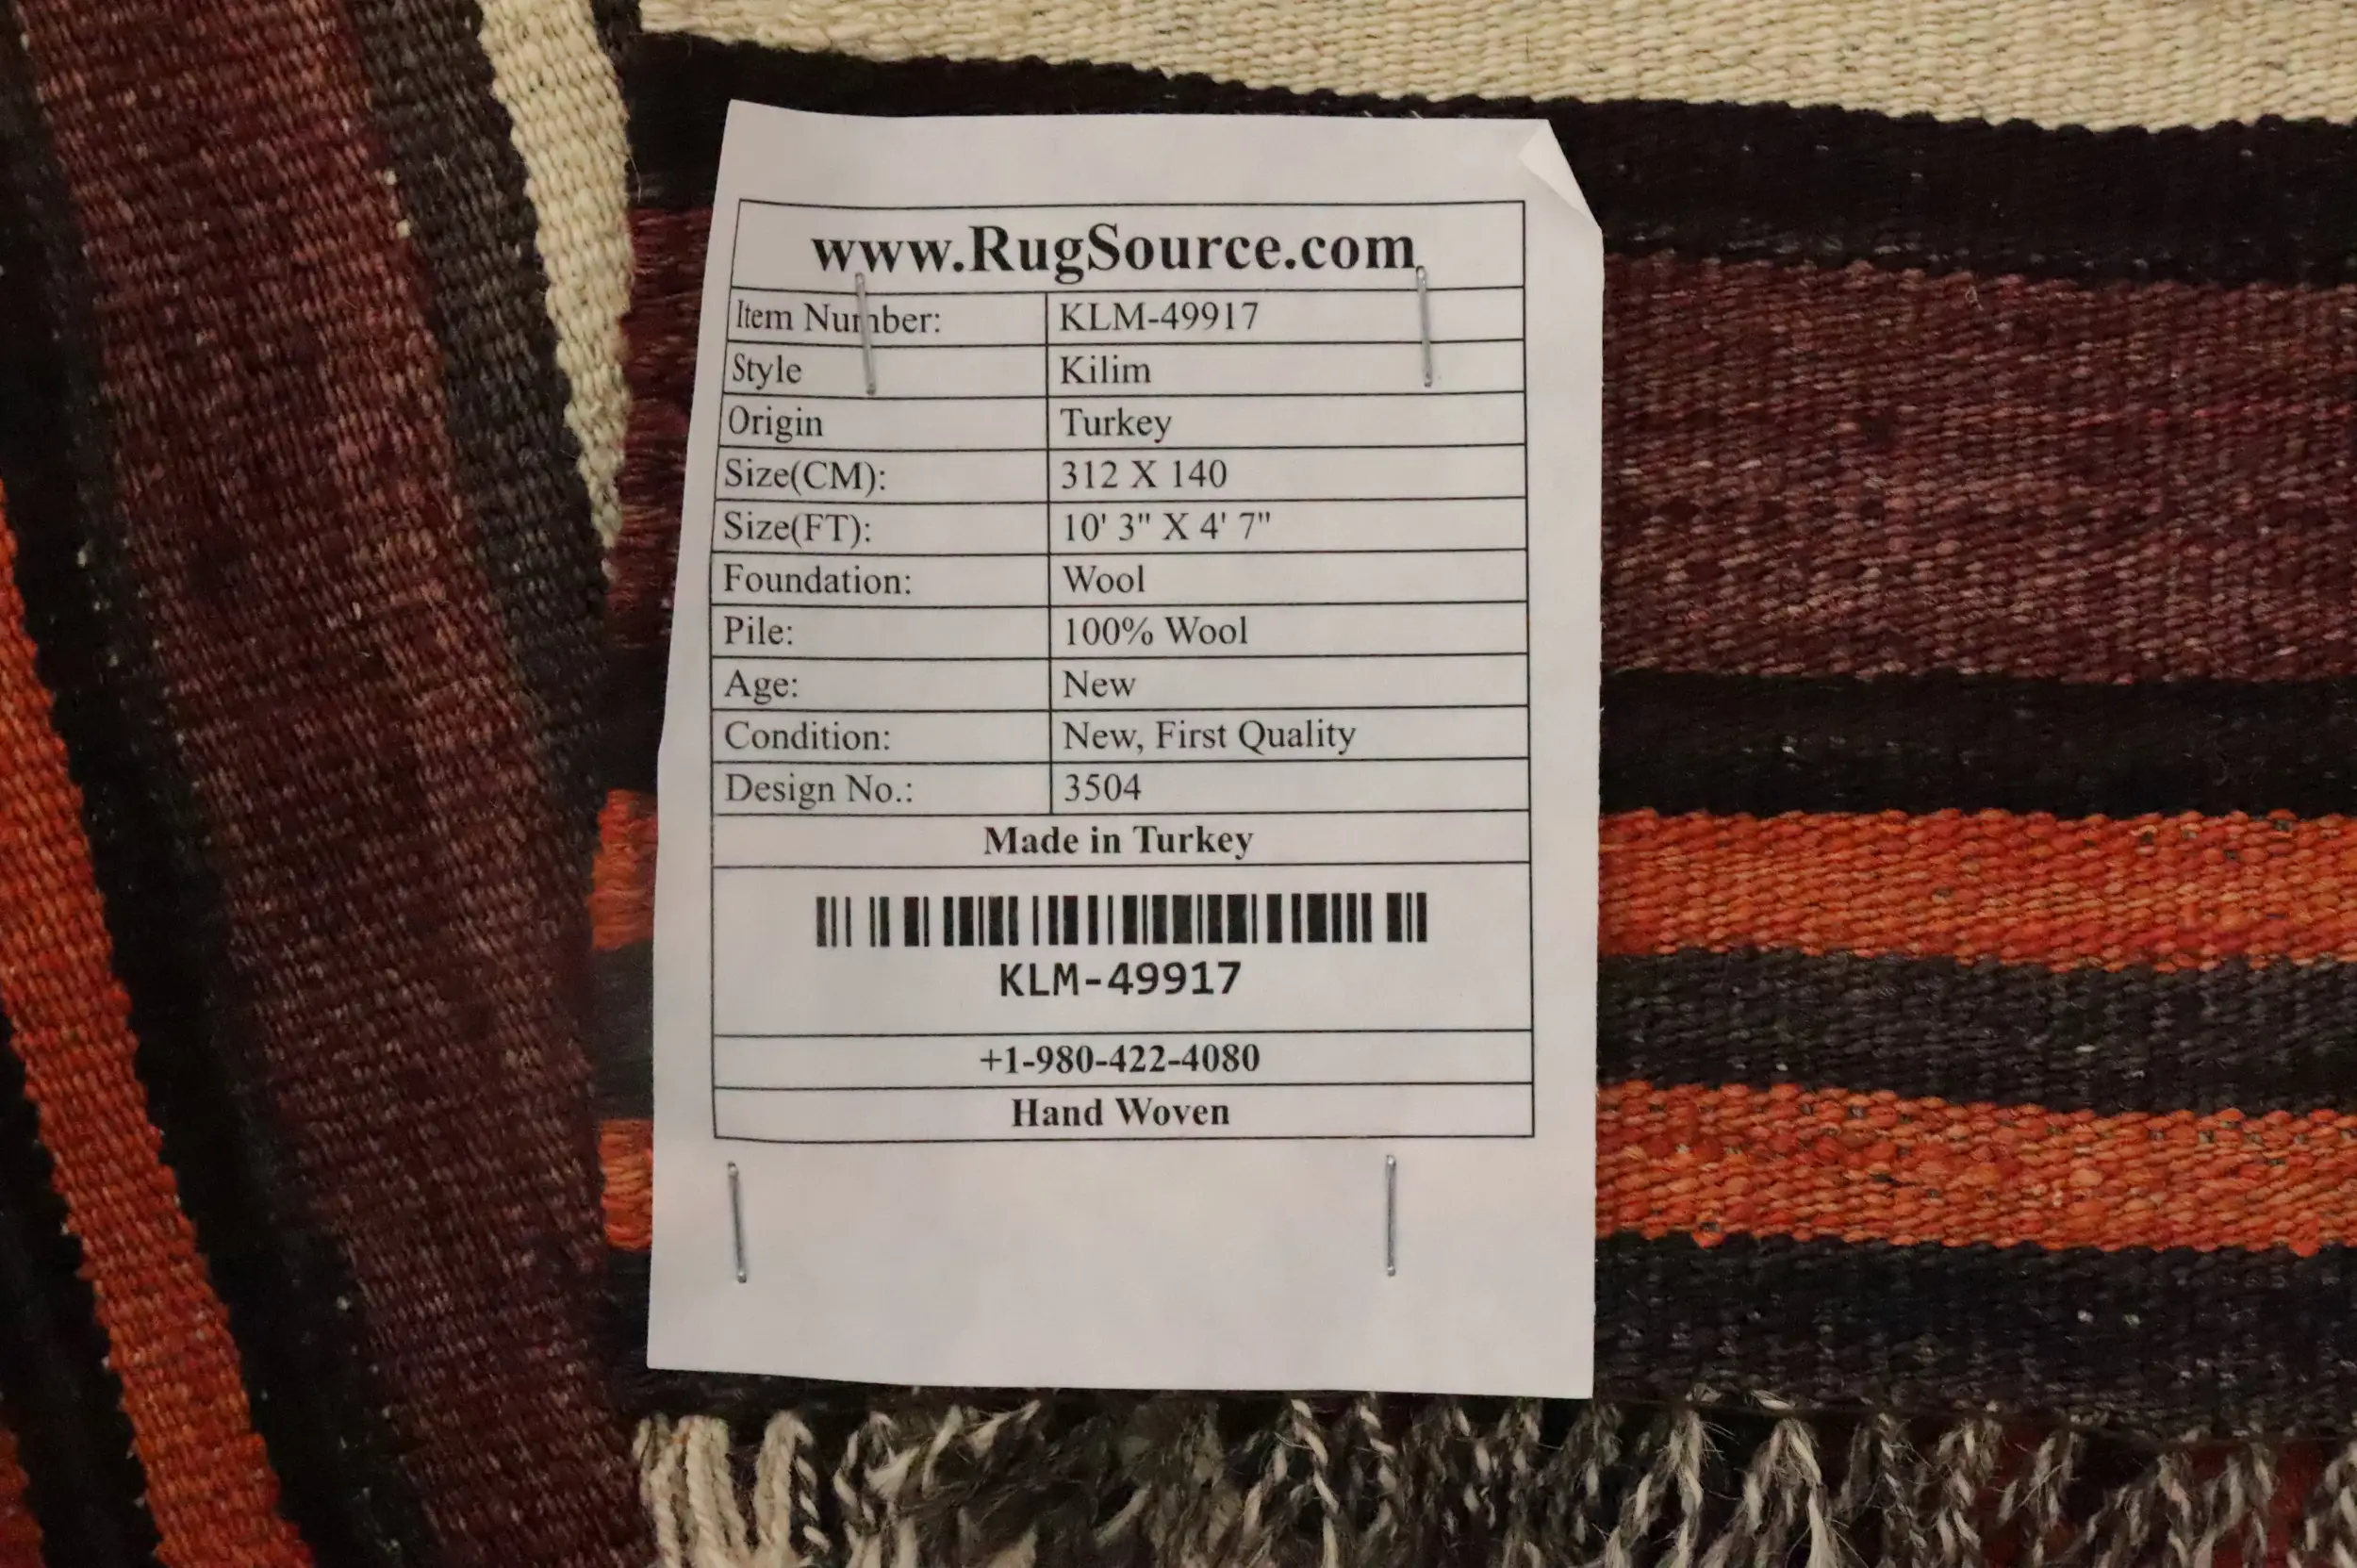 www.RugSource.com
Item Number: KLM-49917
Style Kilim
Origin Turkey
Size(CM): 312 X 140
Size(FT): 10' 3" X 4' 7"
Foundation: Wool
Pile: 100% Wool
Age: New
Condition: New, First Quality
Design No.: 3504
Made in Turkey
KLM-49917
+1-980-422-4080
Hand Woven